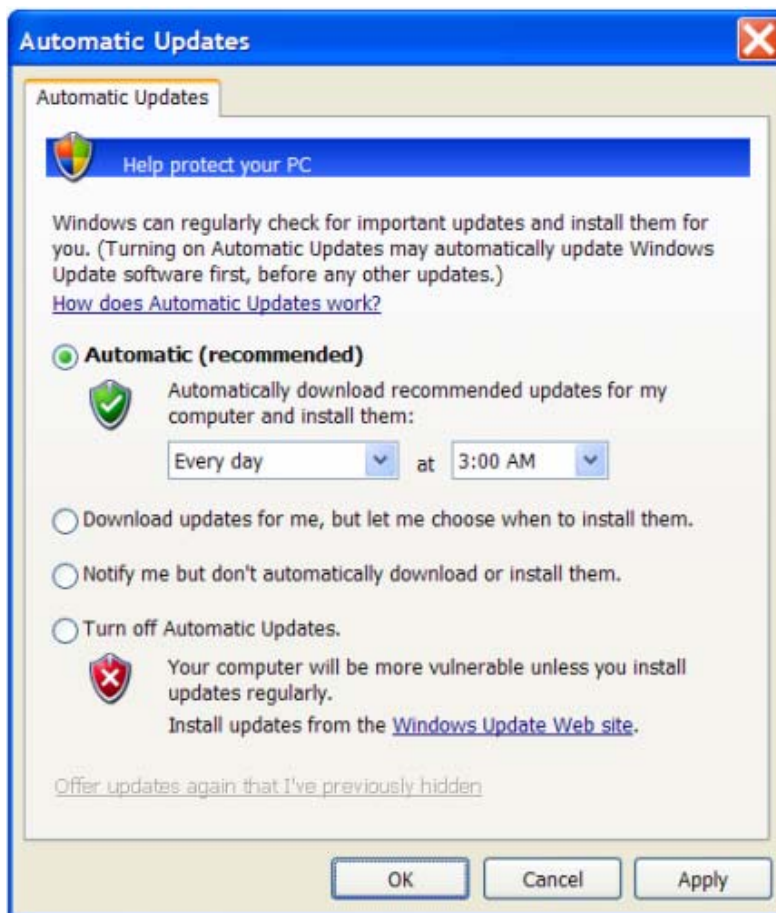 Automatic Updates
Automatic Updates
Help protect your PC
Windows can regularly check for important updates and install them for
you. (Turning on Automatic Updates may automatically update Windows
Update software first, before any other updates.)
How does Automatic Updates work?
Automatic (recommended)
Automatically download recommended updates for my
computer and install them:
Every day at 3:00 AM
Download updates for me, but let me choose when to install them.
Notify me but don't automatically download or install them.
Turn off Automatic Updates.
Your computer will be more vulnerable unless you install
updates regularly.
Install updates from the Windows Update Web site.
Offer updates again that I've previously hidden
OK Cancel Apply